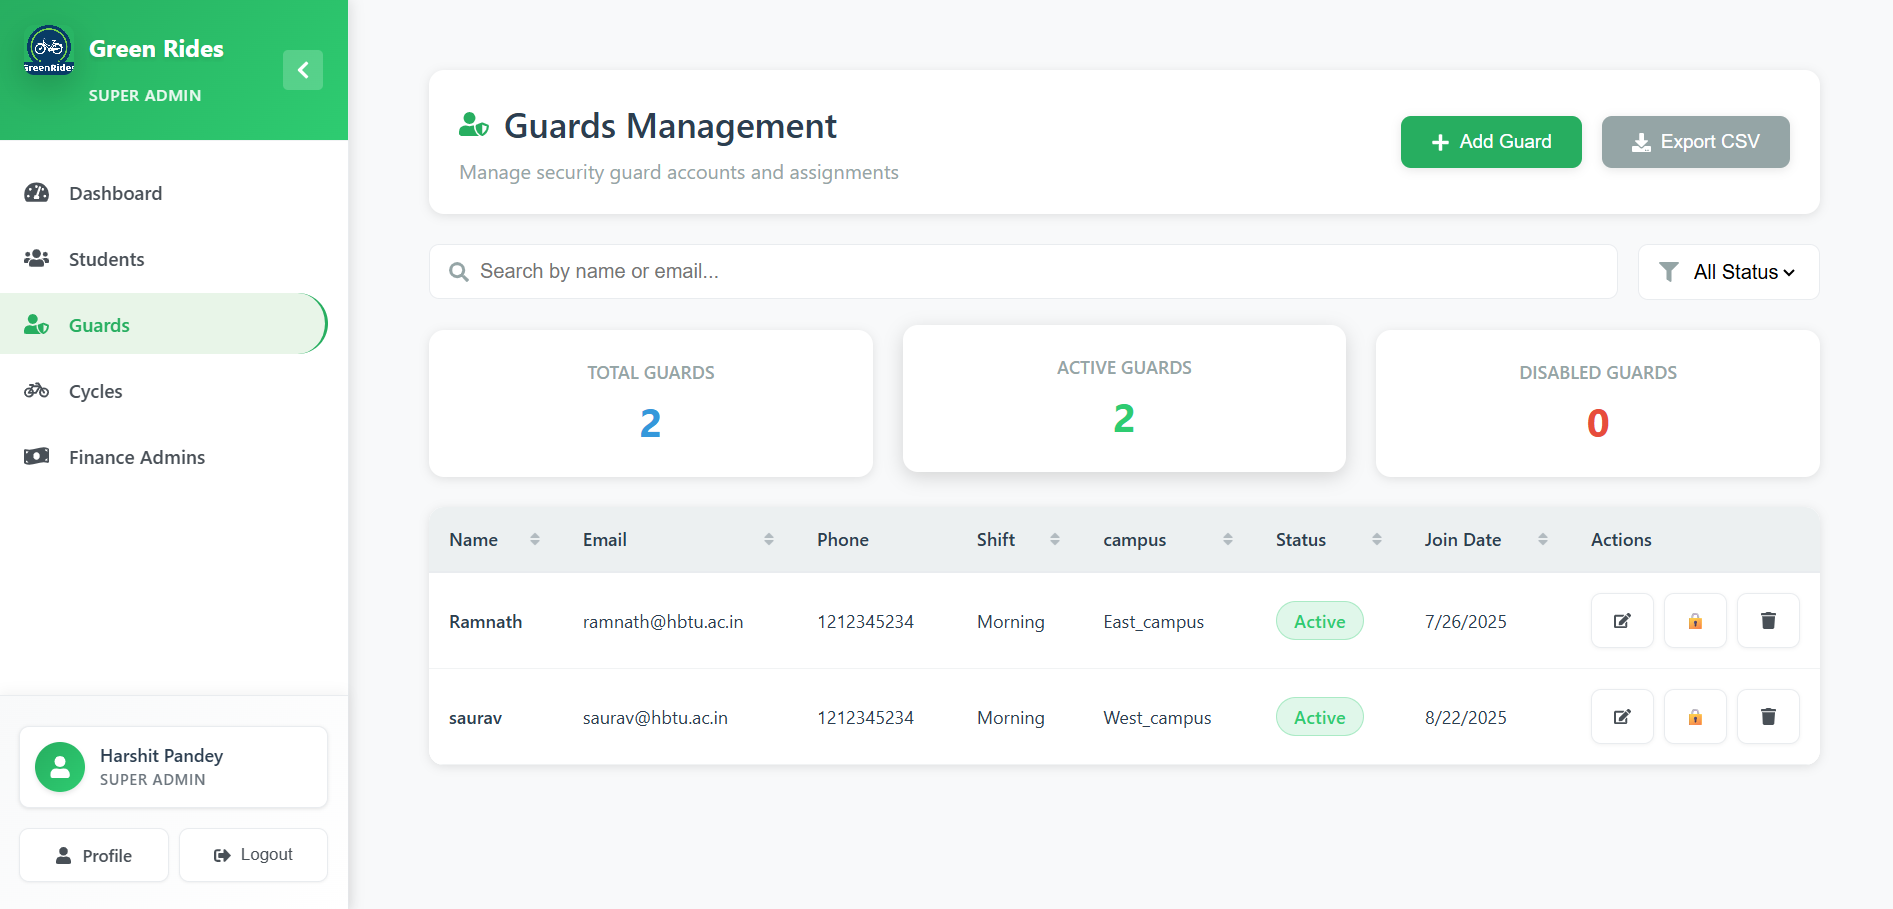 GreenRides
Green Rides
SUPER ADMIN
Dashboard
Students
Guards
Cycles
Finance Admins
Harshit Pandey
SUPER ADMIN
Profile
Logout
Guards Management
Manage security guard accounts and assignments
Add Guard
Export CSV
Search by name or email...
All Status
TOTAL GUARDS
2
ACTIVE GUARDS
2
DISABLED GUARDS
0
Name Email Phone Shift campus Status Join Date Actions
Ramnath ramnath@hbtu.ac.in 1212345234 Morning East_campus Active 7/26/2025
saurav saurav@hbtu.ac.in 1212345234 Morning West_campus Active 8/22/2025